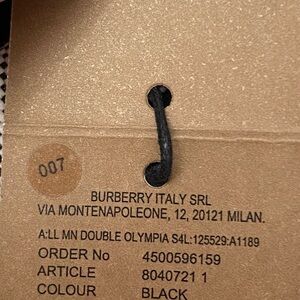 007
BURBERRY ITALY SRL
VIA MONTENAPOLEONE, 12, 20121 MILAN.
A:LL MN DOUBLE OLYMPIA S4L:125529:A1189
ORDER No 4500596159
ARTICLE 8040721 1
COLOUR BLACK